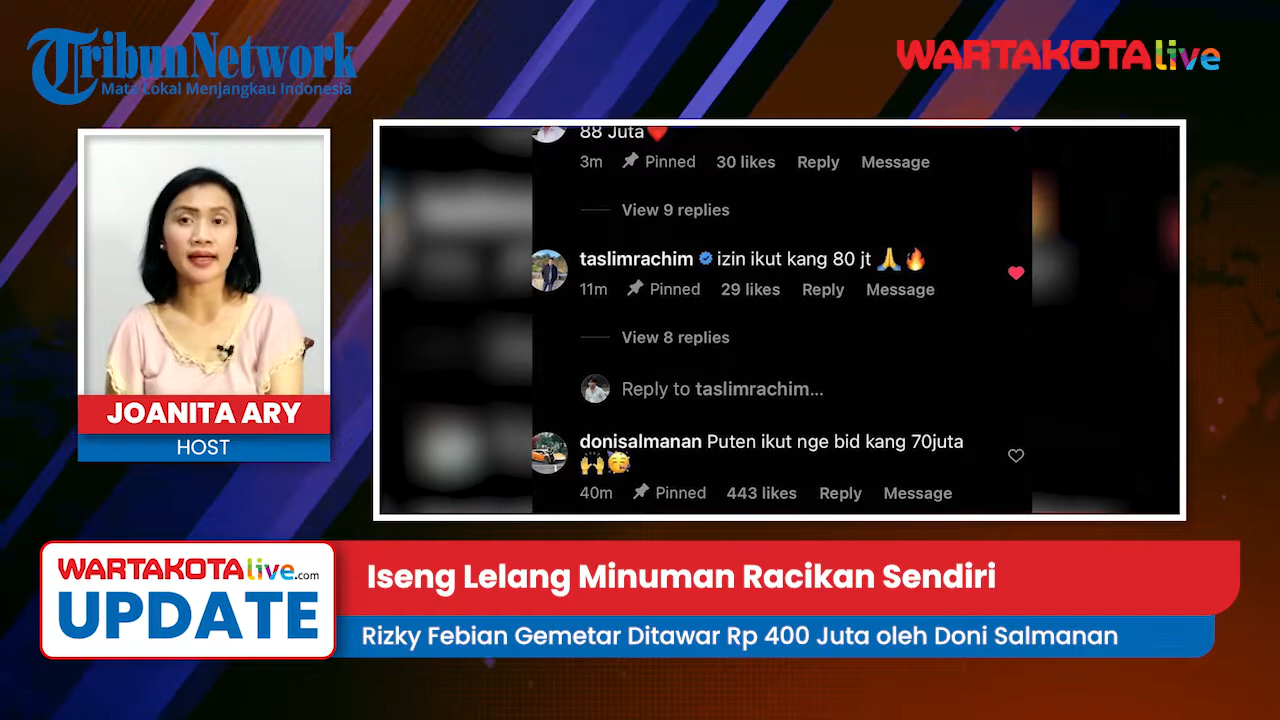 TribunNetwork
Mata Lokal Menjangkau Indonesia
WARTAKOTAlive
JOANITA ARY
HOST
88 Juta❤️
3m Pinned 30 likes Reply Message
View 9 replies
taslimrachim izin ikut kang 80 jt 🙏🔥
11m Pinned 29 likes Reply Message
View 8 replies
Reply to taslimrachim...
donisalmanan Puten ikut nge bid kang 70juta
🙌🥳
40m Pinned 443 likes Reply Message
WARTAKOTAlive.com
UPDATE
Iseng Lelang Minuman Racikan Sendiri
Rizky Febian Gemetar Ditawar Rp 400 Juta oleh Doni Salmanan